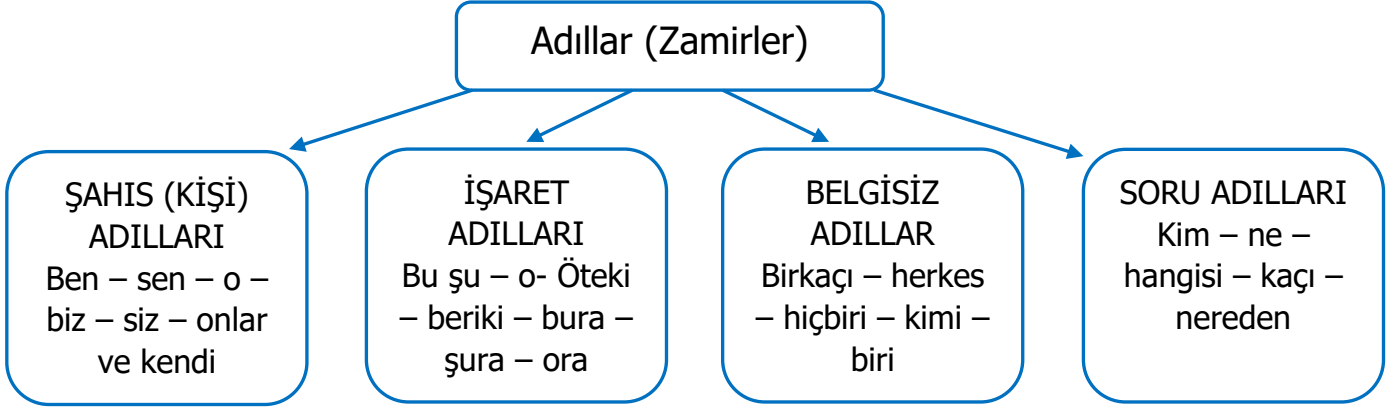 Adıllar (Zamirler)
ŞAHIS (KİŞİ)
ADILLARI
Ben – sen – o –
biz – siz – onlar
ve kendi
İŞARET
ADILLARI
Bu şu – o- Öteki
– beriki – bura –
şura – ora
BELGİSİZ
ADILLAR
Birkaçı – herkes
– hiçbiri – kimi –
biri
SORU ADILLARI
Kim – ne –
hangisi – kaçı –
nereden